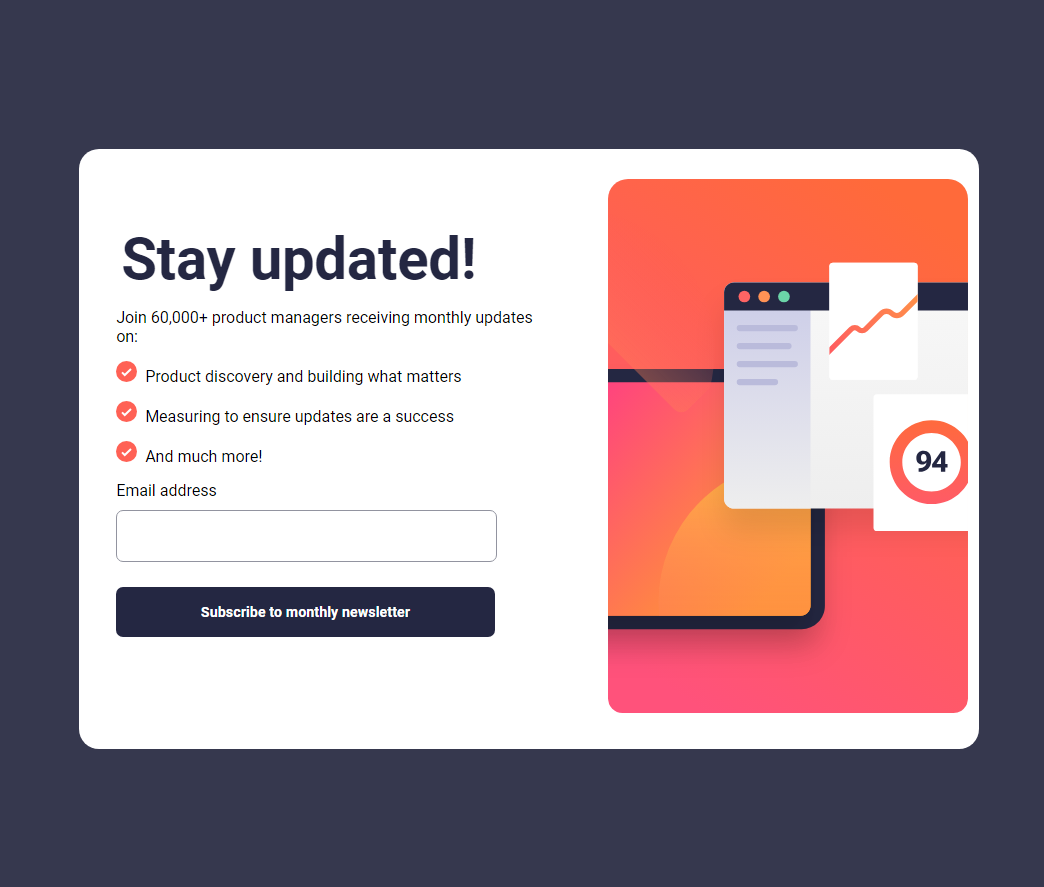 Stay updated!
Join 60,000+ product managers receiving monthly updates
on:
Product discovery and building what matters
Measuring to ensure updates are a success
And much more!
Email address
Subscribe to monthly newsletter
94